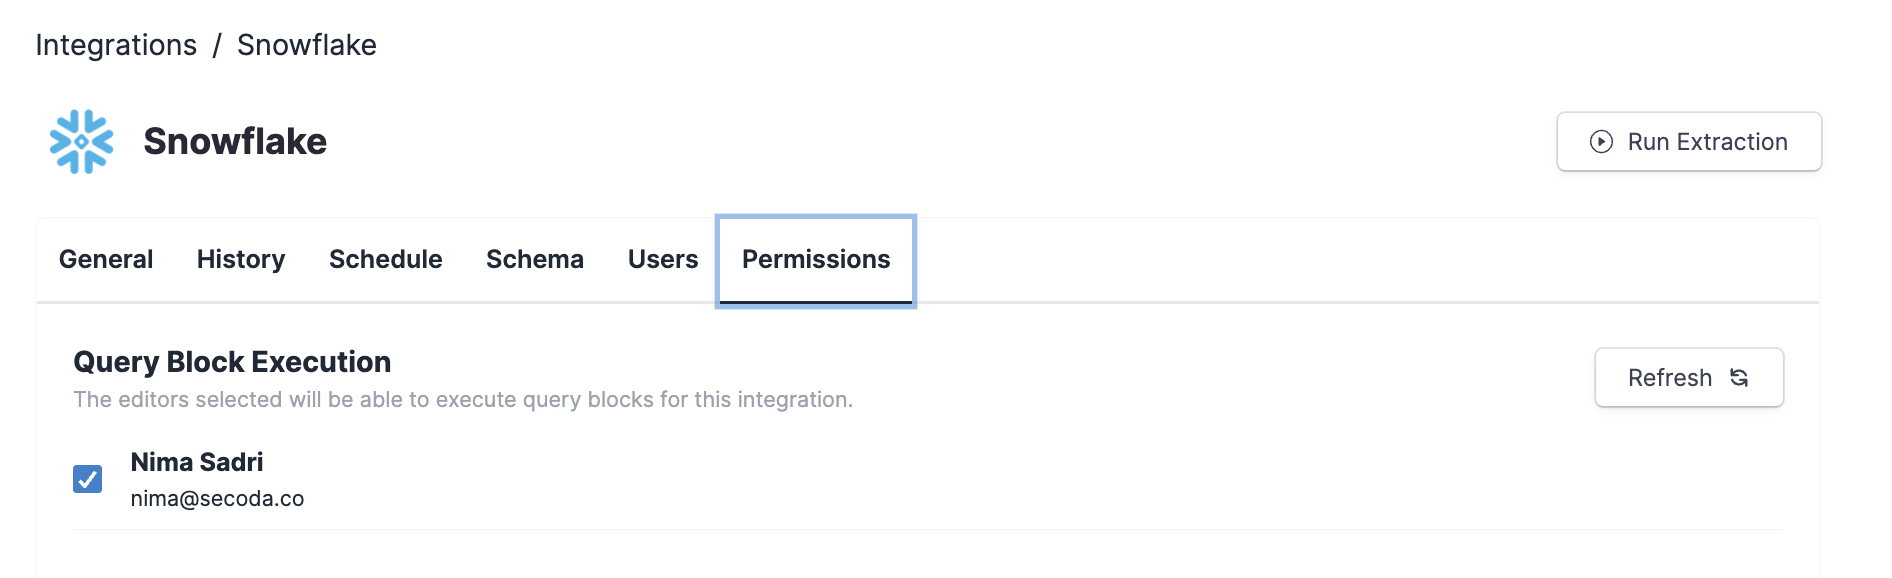 Integrations / Snowflake
Snowflake
Run Extraction
General History Schedule Schema Users Permissions
Query Block Execution
Refresh
The editors selected will be able to execute query blocks for this integration.
Nima Sadri
nima@secoda.co